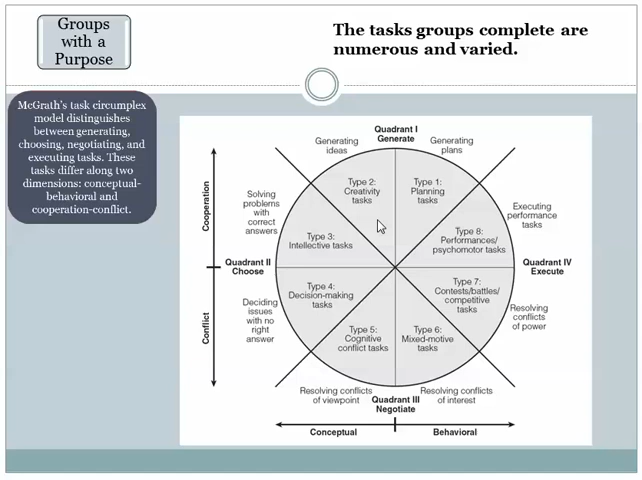 Groups
with a
Purpose
The tasks groups complete are
numerous and varied.
McGrath's task circumplex
model distinguishes
between generating,
choosing, negotiating, and
executing tasks. These
tasks differ along two
dimensions: conceptual-
behavioral and
cooperation-conflict.
Quadrant I
Generate
Generating
ideas
Generating
plans
Type 2:
Creativity
tasks
Type 1:
Planning
tasks
Cooperation
Solving
problems
with
correct
answers
Executing
performance
tasks
Type 3:
Intellective tasks
Type 8:
Performances/
psychomotor tasks
Quadrant II
Choose
Quadrant IV
Execute
Type 4:
Decision-making
tasks
Type 7:
Contests/battles/
competitive
tasks
Conflict
Deciding
issues
with no
right
answer
Resolving
conflicts
of power
Type 5:
Cognitive
conflict tasks
Type 6:
Mixed-motive
tasks
Resolving conflicts
of viewpoint
Quadrant III
Negotiate
Resolving conflicts
of interest
Conceptual
Behavioral